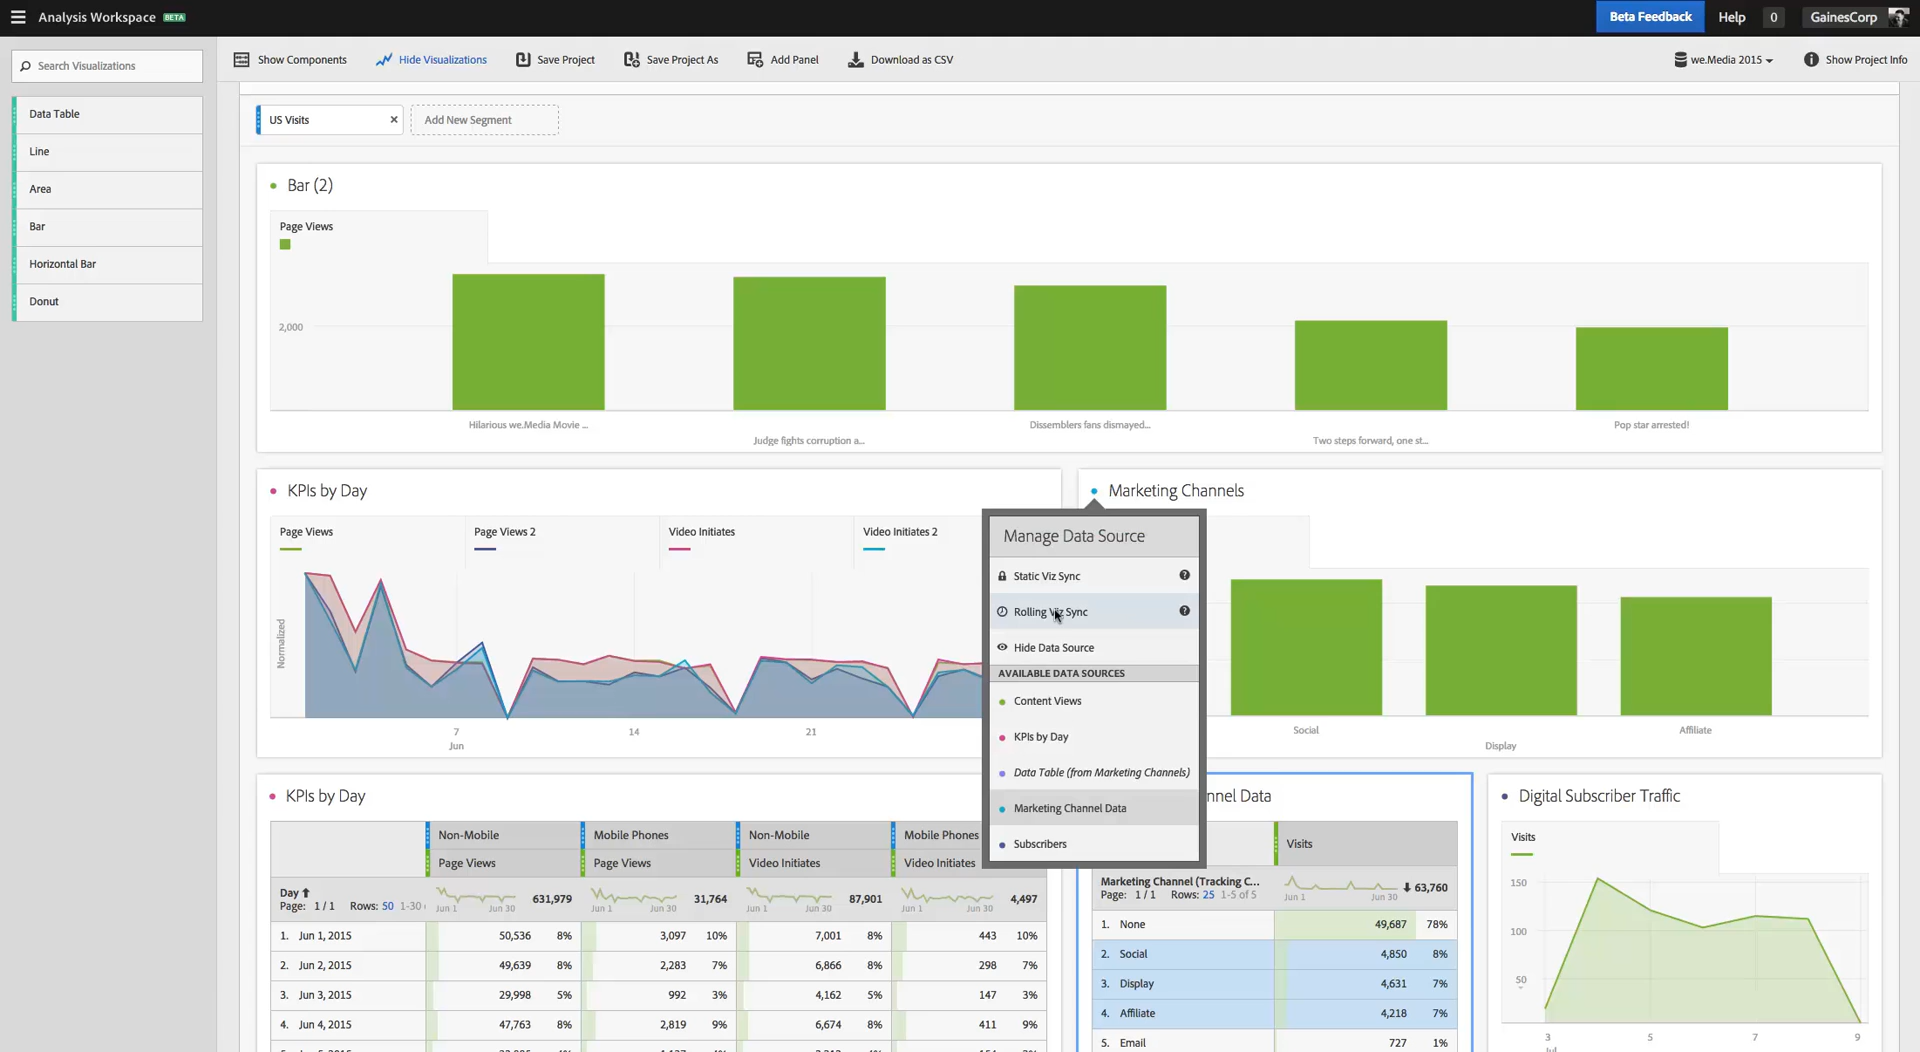 Analysis Workspace BETA
Beta Feedback
Help
0
GainesCorp
Search Visualizations
Show Components
Hide Visualizations
Save Project
Save Project As
Add Panel
Download as CSV
we.Media 2015
Show Project Info
Data Table
Line
Area
Bar
Horizontal Bar
Donut
US Visits
Add New Segment
Bar (2)
Page Views
2,000
Hilarious we.Media Movie ...
Judge fights corruption a...
Dissemblers fans dismayed...
Two steps forward, one st...
Pop star arrested!
KPIs by Day
Page Views
Page Views 2
Video Initiates
Video Initiates 2
Normalized
7
14
21
Jun
Marketing Channels
Social
Display
Affiliate
Manage Data Source
Static Viz Sync
Rolling Viz Sync
Hide Data Source
AVAILABLE DATA SOURCES
Content Views
KPIs by Day
Data Table (from Marketing Channels)
Marketing Channel Data
Subscribers
KPIs by Day
Non-Mobile Mobile Phones Non-Mobile Mobile Phones
Page Views Page Views Video Initiates Video Initiates
Day
Page: 1 / 1 Rows: 50 1-30
Jun 1 Jun 30 631,979
Jun 1 Jun 30 31,764
Jun 1 Jun 30 87,901
Jun 1 Jun 30 4,497
1. Jun 1, 2015 50,536 8% 3,097 10% 7,001 8% 443 10%
2. Jun 2, 2015 49,639 8% 2,283 7% 6,866 8% 298 7%
3. Jun 3, 2015 29,998 5% 992 3% 4,162 5% 147 3%
4. Jun 4, 2015 47,763 8% 2,819 9% 6,674 8% 411 9%
nnel Data
Visits
Marketing Channel (Tracking C...
Page: 1 / 1 Rows: 25 1-5 of 5
Jun 1 Jun 30 63,760
1. None 49,687 78%
2. Social 4,850 8%
3. Display 4,631 7%
4. Affiliate 4,218 7%
5. Email 727 1%
Digital Subscriber Traffic
Visits
150
100
50
3
5
7
9
Jul